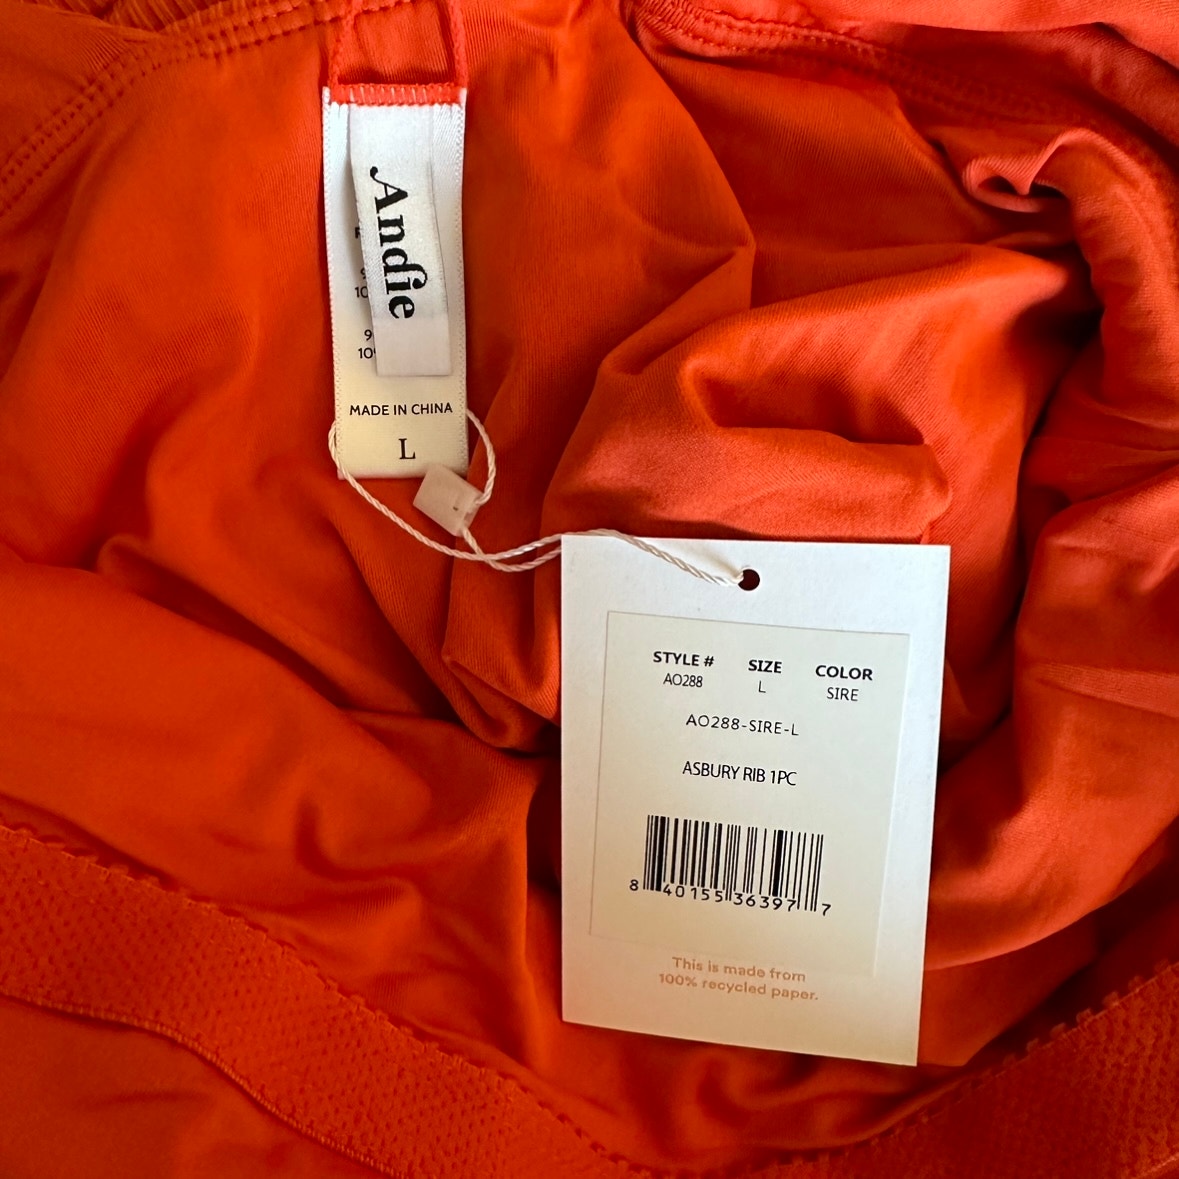 Andie
MADE IN CHINA
L
STYLE # SIZE COLOR
AO288 L SIRE
AO288-SIRE-L
ASBURY RIB 1PC
8 40155 36397 7
This is made from
100% recycled paper.